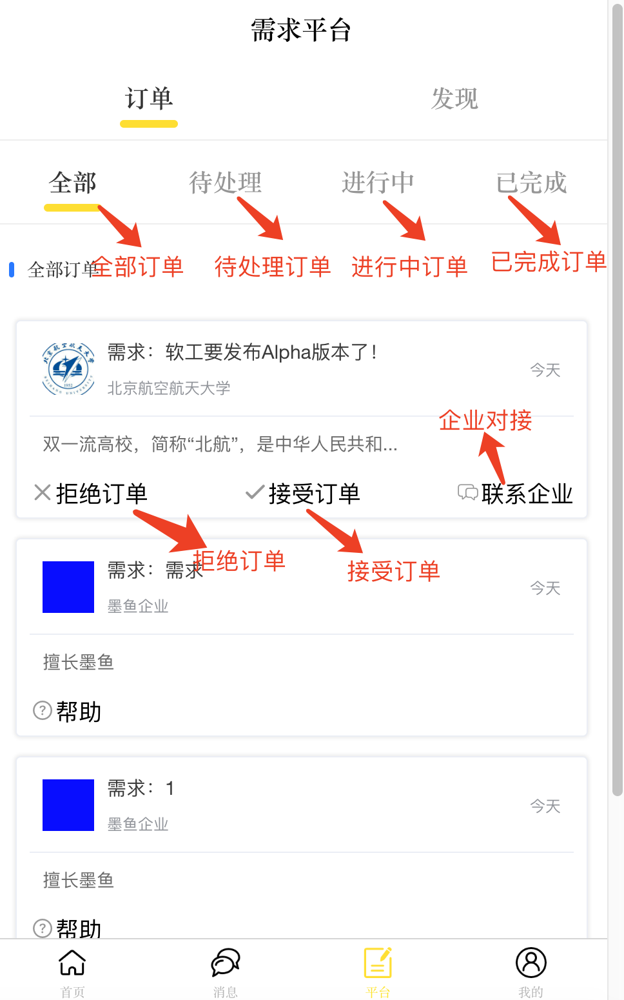 需求平台
订单 发现
全部 待处理 进行中 已完成
全部订单 全部订单 待处理订单 进行中订单 已完成订单
需求：软工要发布Alpha版本了！
今天
北京航空航天大学
企业对接
双一流高校，简称“北航”，是中华人民共和...
拒绝订单 接受订单 联系企业
拒绝订单 接受订单
需求：需求
今天
墨鱼企业
擅长墨鱼
帮助
需求：1
今天
墨鱼企业
擅长墨鱼
帮助
首页 消息 平台 我的